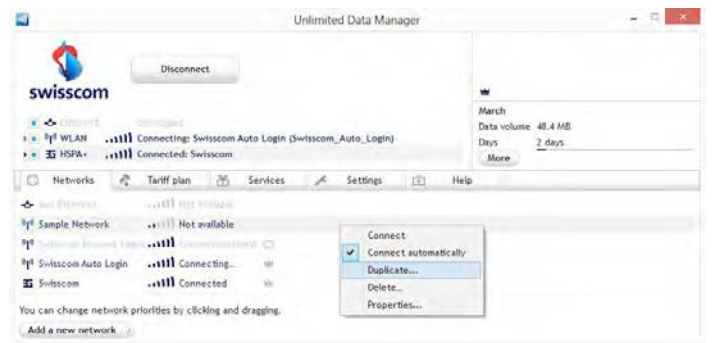 Unlimited Data Manager
swisscom
Disconnect
WLAN Connecting: Swisscom Auto Login (Swisscom_Auto_Login)
HSPA+ Connected: Swisscom
March
Data volume 48.4 MB
Days 2 days
More
Networks Tariff plan Services Settings Help
Sample Network Not available
Swisscom Auto Login Connecting...
Swisscom Connected
Connect
Connect automatically
Duplicate...
Delete...
Properties...
You can change network priorities by clicking and dragging.
Add a new network